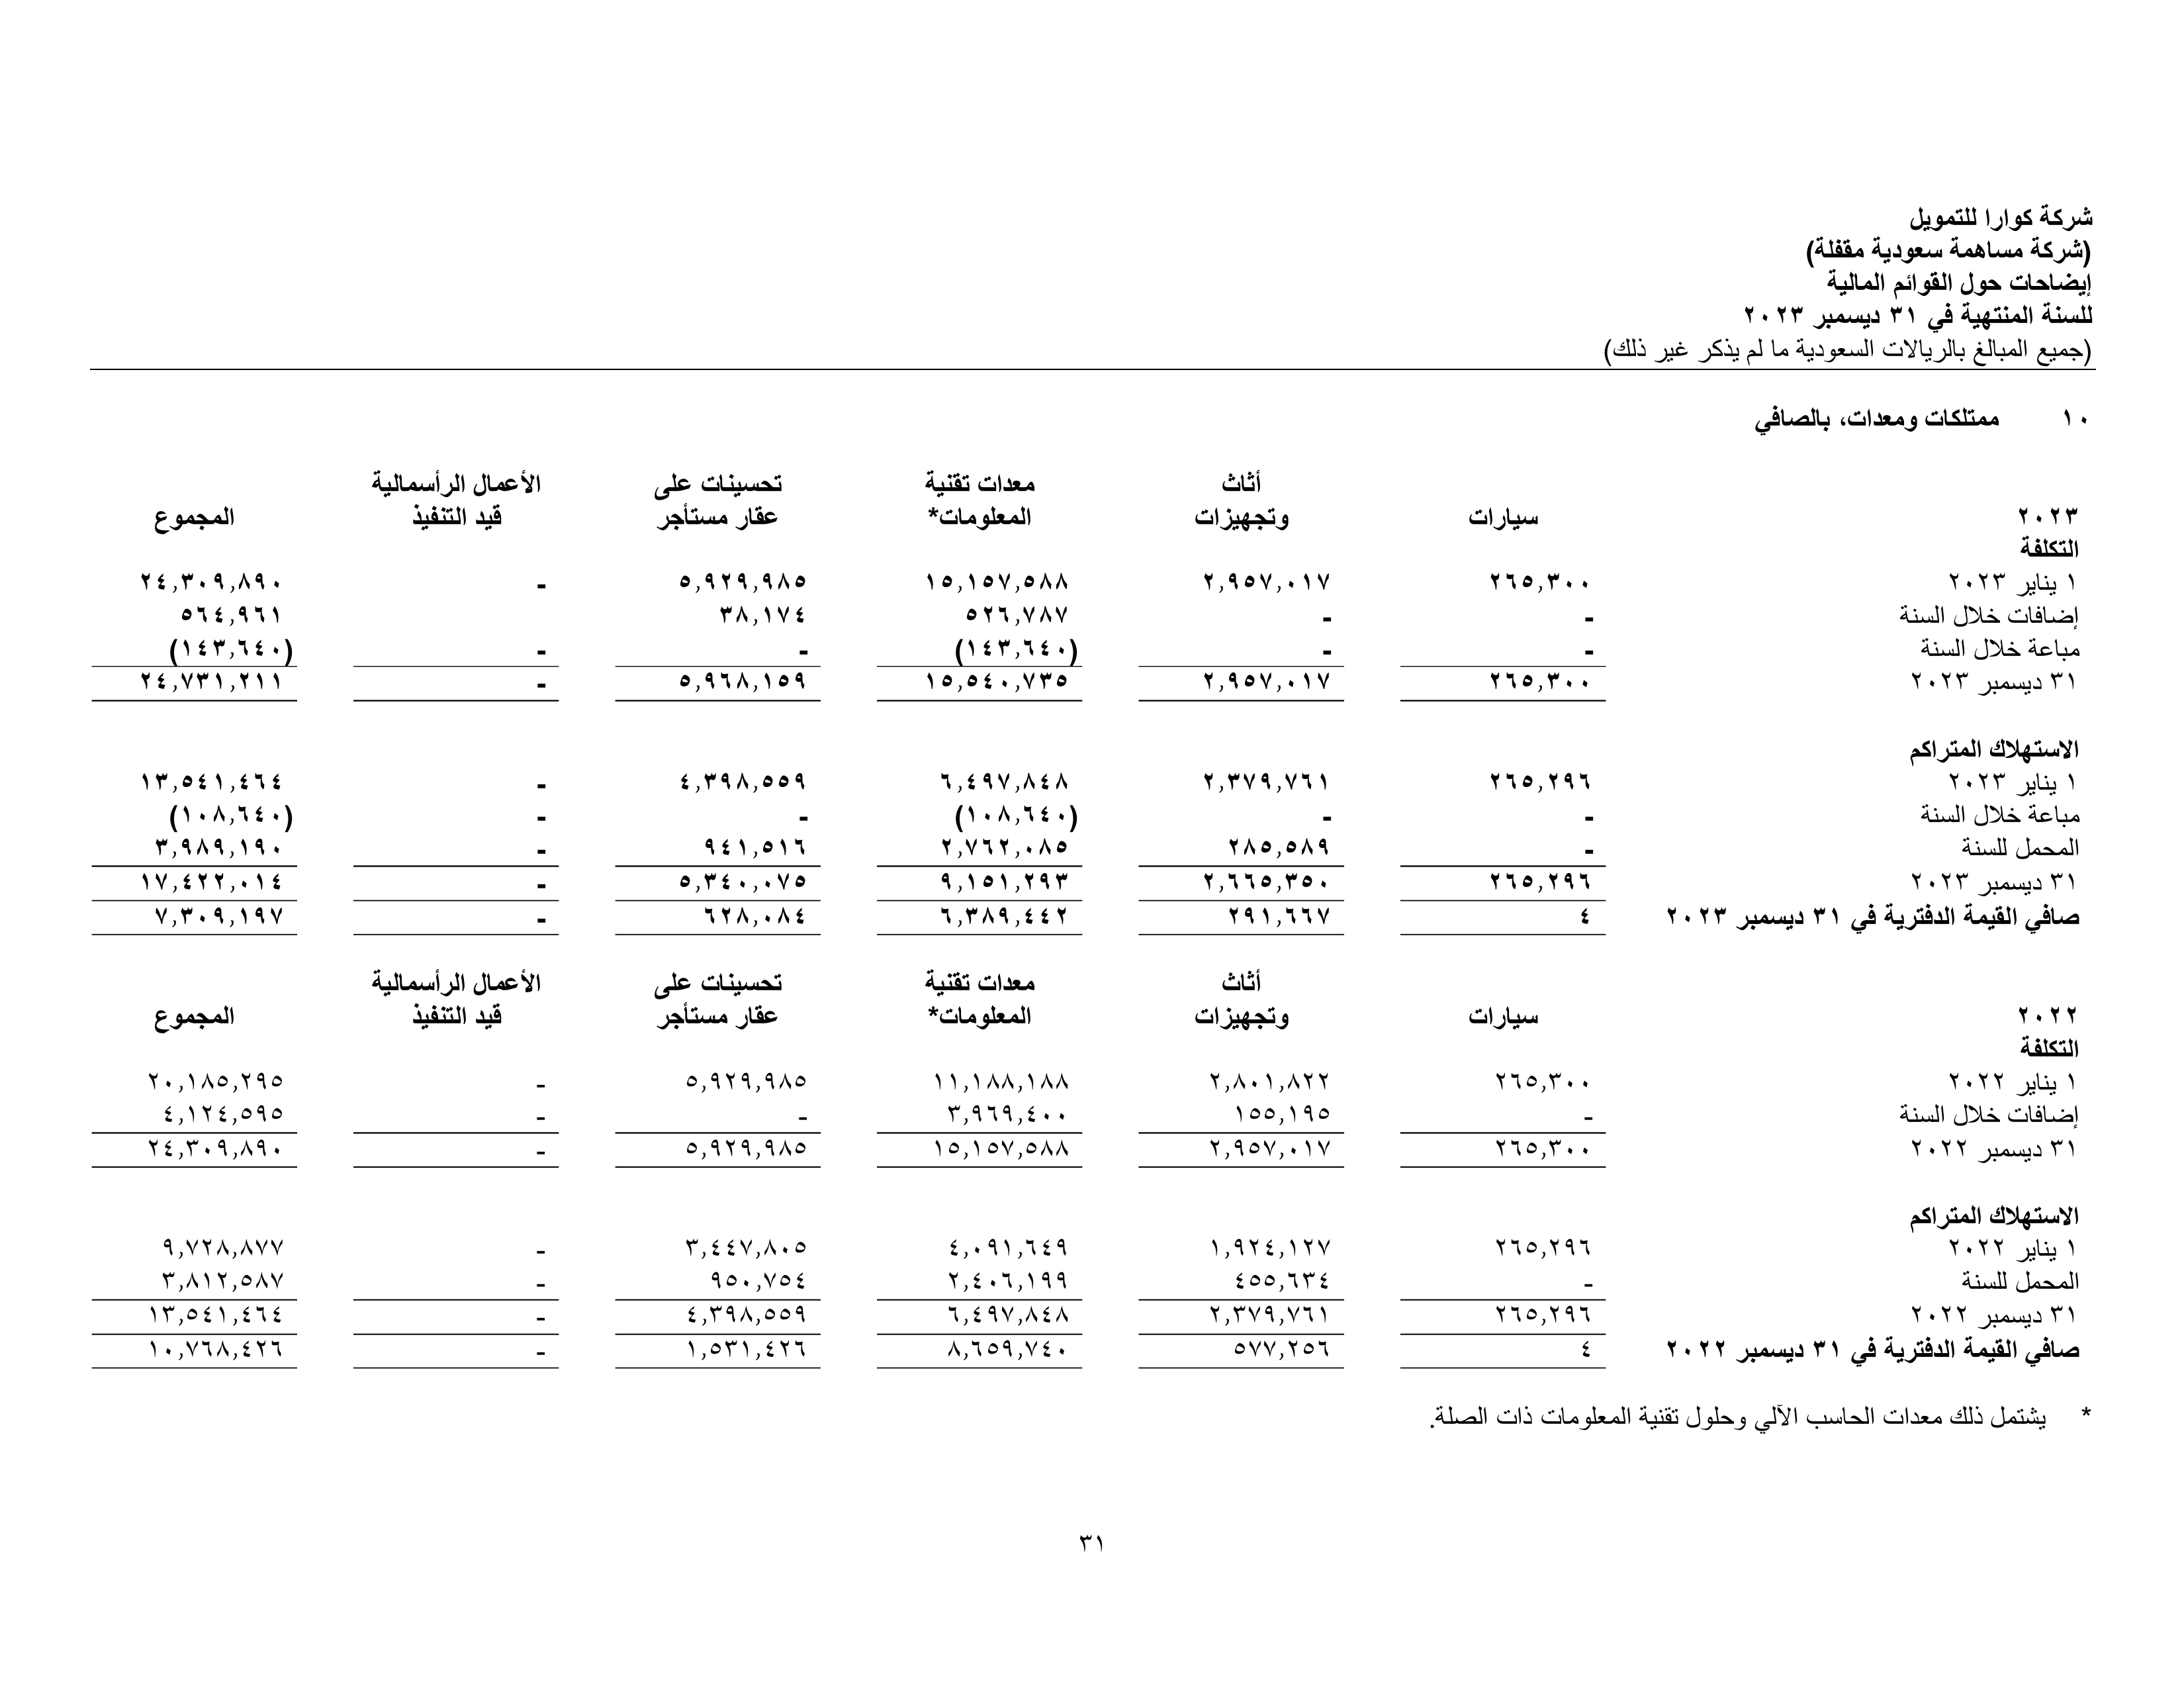 شركة كوارا للتمويل
(شركة مساهمة سعودية مقفلة)
إيضاحات حول القوائم المالية
للسنة المنتهية في ٣١ ديسمبر ٢٠٢٣
(جميع المبالغ بالريالات السعودية ما لم يذكر غير ذلك)
١٠ ممتلكات ومعدات، بالصافي
أثاث معدات تقنية تحسينات على الأعمال الرأسمالية
٢٠٢٣ سيارات وتجهيزات المعلومات* عقار مستأجر قيد التنفيذ المجموع
التكلفة
١ يناير ٢٠٢٣ ٢٦٥,٣٠٠ ٢,٩٥٧,٠١٧ ١٥,١٥٧,٥٨٨ ٥,٩٢٩,٩٨٥ - ٢٤,٣٠٩,٨٩٠
إضافات خلال السنة - - ٥٢٦,٧٨٧ ٣٨,١٧٤ ٥٦٤,٩٦١
مباعة خلال السنة - - (١٤٣,٦٤٠) - - (١٤٣,٦٤٠)
٣١ ديسمبر ٢٠٢٣ ٢٦٥,٣٠٠ ٢,٩٥٧,٠١٧ ١٥,٥٤٠,٧٣٥ ٥,٩٦٨,١٥٩ - ٢٤,٧٣١,٢١١
الاستهلاك المتراكم
١ يناير ٢٠٢٣ ٢٦٥,٢٩٦ ٢,٣٧٩,٧٦١ ٦,٤٩٧,٨٤٨ ٤,٣٩٨,٥٥٩ - ١٣,٥٤١,٤٦٤
مباعة خلال السنة - - (١٠٨,٦٤٠) - - (١٠٨,٦٤٠)
المحمل للسنة - ٢٨٥,٥٨٩ ٢,٧٦٢,٠٨٥ ٩٤١,٥١٦ - ٣,٩٨٩,١٩٠
٣١ ديسمبر ٢٠٢٣ ٢٦٥,٢٩٦ ٢,٦٦٥,٣٥٠ ٩,١٥١,٢٩٣ ٥,٣٤٠,٠٧٥ - ١٧,٤٢٢,٠١٤
صافي القيمة الدفترية في ٣١ ديسمبر ٢٠٢٣ ٤ ٢٩١,٦٦٧ ٦,٣٨٩,٤٤٢ ٦٢٨,٠٨٤ - ٧,٣٠٩,١٩٧
أثاث معدات تقنية تحسينات على الأعمال الرأسمالية
٢٠٢٢ سيارات وتجهيزات المعلومات* عقار مستأجر قيد التنفيذ المجموع
التكلفة
١ يناير ٢٠٢٢ ٢٦٥,٣٠٠ ٢,٨٠١,٨٢٢ ١١,١٨٨,١٨٨ ٥,٩٢٩,٩٨٥ - ٢٠,١٨٥,٢٩٥
إضافات خلال السنة - ١٥٥,١٩٥ ٣,٩٦٩,٤٠٠ - - ٤,١٢٤,٥٩٥
٣١ ديسمبر ٢٠٢٢ ٢٦٥,٣٠٠ ٢,٩٥٧,٠١٧ ١٥,١٥٧,٥٨٨ ٥,٩٢٩,٩٨٥ - ٢٤,٣٠٩,٨٩٠
الاستهلاك المتراكم
١ يناير ٢٠٢٢ ٢٦٥,٢٩٦ ١,٩٢٤,١٢٧ ٤,٠٩١,٦٤٩ ٣,٤٤٧,٨٠٥ - ٩,٧٢٨,٨٧٧
المحمل للسنة - ٤٥٥,٦٣٤ ٢,٤٠٦,١٩٩ ٩٥٠,٧٥٤ - ٣,٨١٢,٥٨٧
٣١ ديسمبر ٢٠٢٢ ٢٦٥,٢٩٦ ٢,٣٧٩,٧٦١ ٦,٤٩٧,٨٤٨ ٤,٣٩٨,٥٥٩ - ١٣,٥٤١,٤٦٤
صافي القيمة الدفترية في ٣١ ديسمبر ٢٠٢٢ ٤ ٥٧٧,٢٥٦ ٨,٦٥٩,٧٤٠ ١,٥٣١,٤٢٦ - ١٠,٧٦٨,٤٢٦
* يشتمل ذلك معدات الحاسب الآلي وحلول تقنية المعلومات ذات الصلة.
٣١